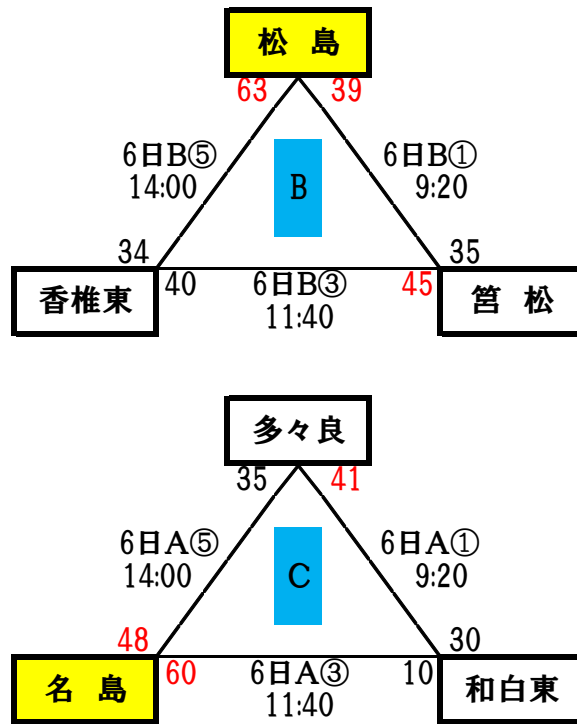 松 島
63 39
6日B⑤ 6日B①
14:00 9:20
B
34 35
香椎東 40 6日B③ 45 筥 松
11:40
多々良
35 41
6日A⑤ 6日A①
14:00 9:20
C
48 30
名 島 60 6日A③ 10 和白東
11:40